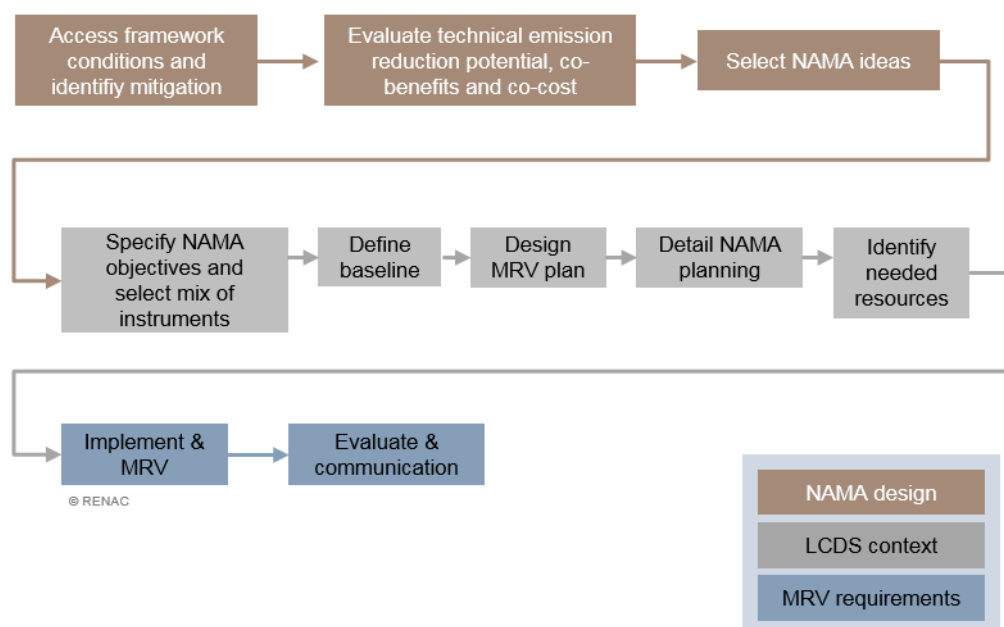 Access framework
conditions and
identifiy mitigation
Evaluate technical emission
reduction potential, co-
benefits and co-cost
Select NAMA ideas
Specify NAMA
objectives and
select mix of
instruments
Define
baseline
Design
MRV plan
Detail NAMA
planning
Identify
needed
resources
Implement &
MRV
Evaluate &
communication
© RENAC
NAMA design
LCDS context
MRV requirements